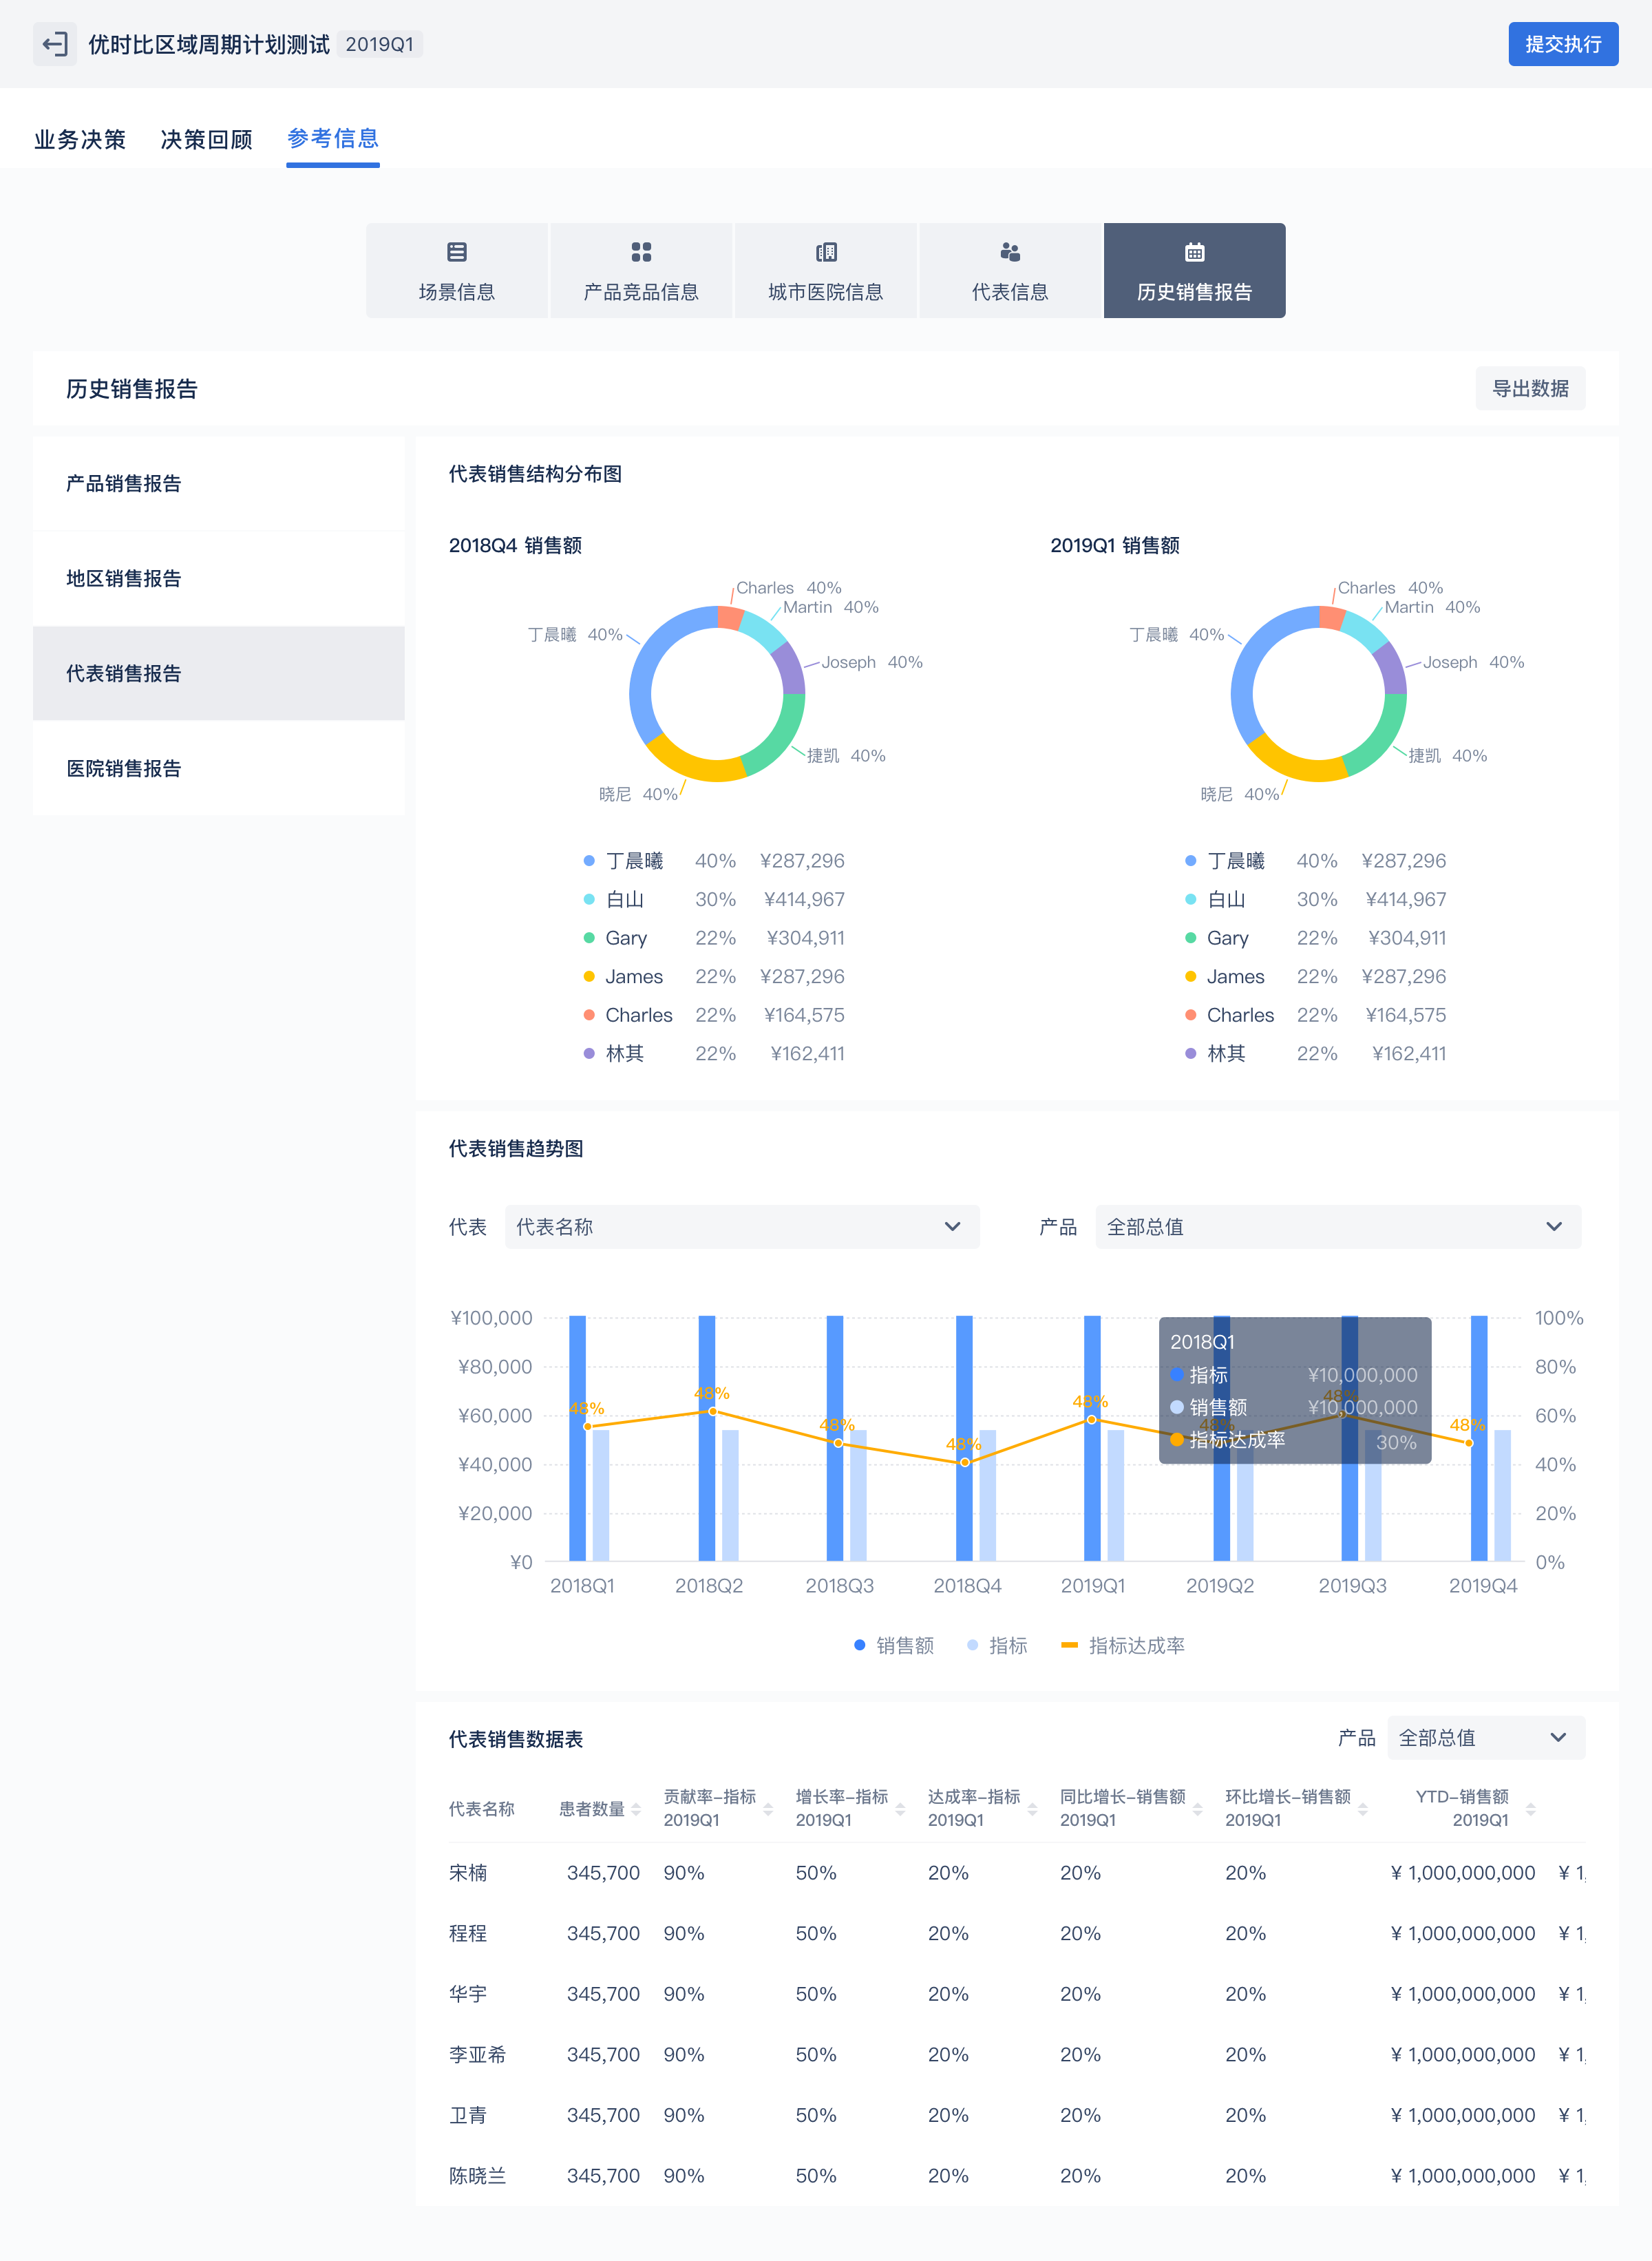 优时比区域周期计划测试 2019Q1
提交执行
业务决策 决策回顾 参考信息
场景信息 产品竞品信息 城市医院信息 代表信息 历史销售报告
历史销售报告
导出数据
产品销售报告
地区销售报告
代表销售报告
医院销售报告
代表销售结构分布图
2018Q4 销售额
Charles 40%
Martin 40%
丁晨曦 40%
Joseph 40%
捷凯 40%
晓尼 40%
丁晨曦 40% ¥287,296
白山 30% ¥414,967
Gary 22% ¥304,911
James 22% ¥287,296
Charles 22% ¥164,575
林其 22% ¥162,411
2019Q1 销售额
Charles 40%
Martin 40%
丁晨曦 40%
Joseph 40%
捷凯 40%
晓尼 40%
丁晨曦 40% ¥287,296
白山 30% ¥414,967
Gary 22% ¥304,911
James 22% ¥287,296
Charles 22% ¥164,575
林其 22% ¥162,411
代表销售趋势图
代表 代表名称 产品 全部总值
¥100,000 100%
¥80,000 80%
¥60,000 60%
¥40,000 40%
¥20,000 20%
¥0 0%
48% 48% 48% 48% 48% 48% 48% 48%
2018Q1
指标 ¥10,000,000
销售额 ¥10,000,000
指标达成率 30%
2018Q1 2018Q2 2018Q3 2018Q4 2019Q1 2019Q2 2019Q3 2019Q4
销售额 指标 指标达成率
代表销售数据表
产品 全部总值
代表名称 患者数量 贡献率-指标 增长率-指标 达成率-指标 同比增长-销售额 环比增长-销售额 YTD-销售额
2019Q1 2019Q1 2019Q1 2019Q1 2019Q1 2019Q1
宋楠 345,700 90% 50% 20% 20% 20% ¥ 1,000,000,000 ¥ 1,
程程 345,700 90% 50% 20% 20% 20% ¥ 1,000,000,000 ¥ 1,
华宇 345,700 90% 50% 20% 20% 20% ¥ 1,000,000,000 ¥ 1,
李亚希 345,700 90% 50% 20% 20% 20% ¥ 1,000,000,000 ¥ 1,
卫青 345,700 90% 50% 20% 20% 20% ¥ 1,000,000,000 ¥ 1,
陈晓兰 345,700 90% 50% 20% 20% 20% ¥ 1,000,000,000 ¥ 1,